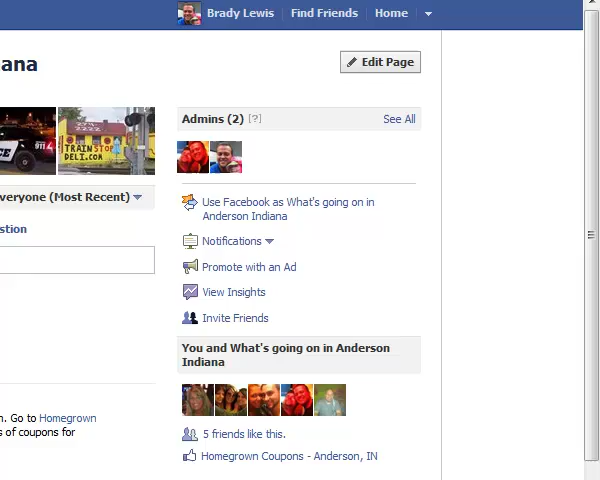 Brady Lewis Find Friends Home
ana
Edit Page
Admins (2) [?] See All
911
274-
2222
TRAIN STOP
DELI.COM
Use Facebook as What's going on in
Anderson Indiana
veryone (Most Recent)
stion
Notifications
Promote with an Ad
View Insights
Invite Friends
You and What's going on in Anderson
Indiana
n. Go to Homegrown
s of coupons for
5 friends like this.
Homegrown Coupons - Anderson, IN